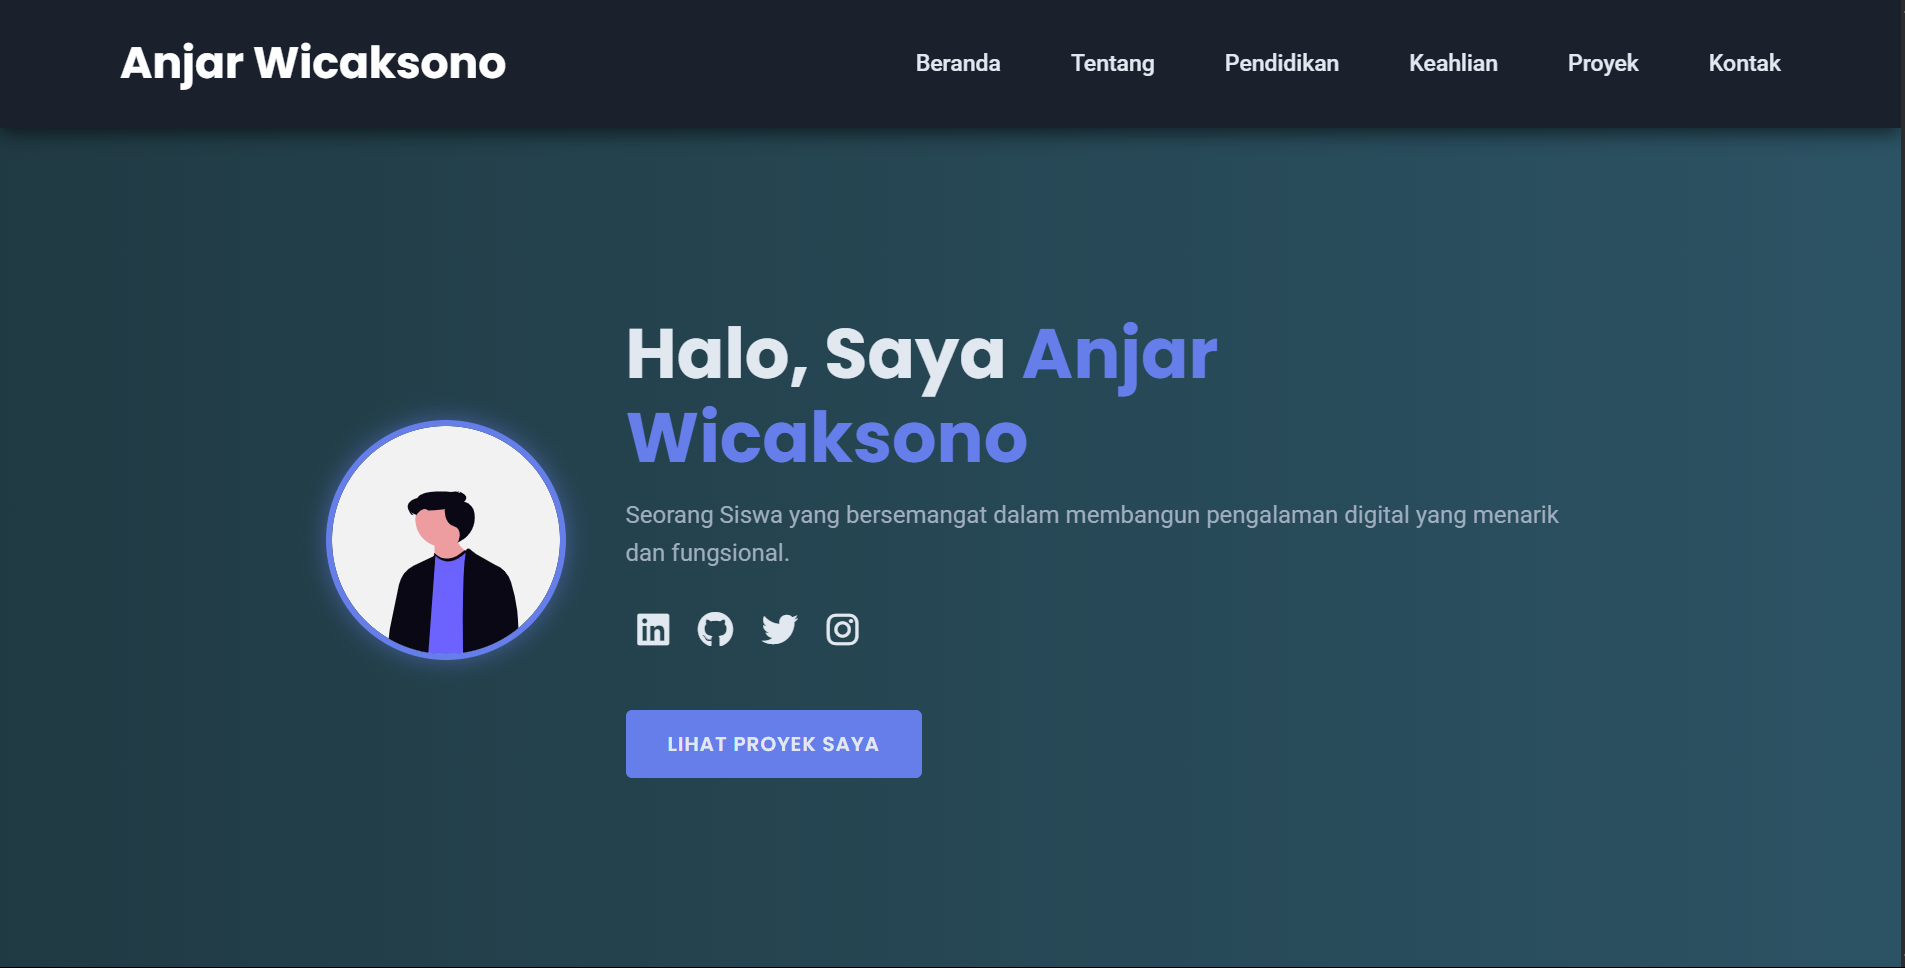 Anjar Wicaksono
Beranda
Tentang
Pendidikan
Keahlian
Proyek
Kontak
Halo, Saya Anjar
Wicaksono
Seorang Siswa yang bersemangat dalam membangun pengalaman digital yang menarik
dan fungsional.
LIHAT PROYEK SAYA